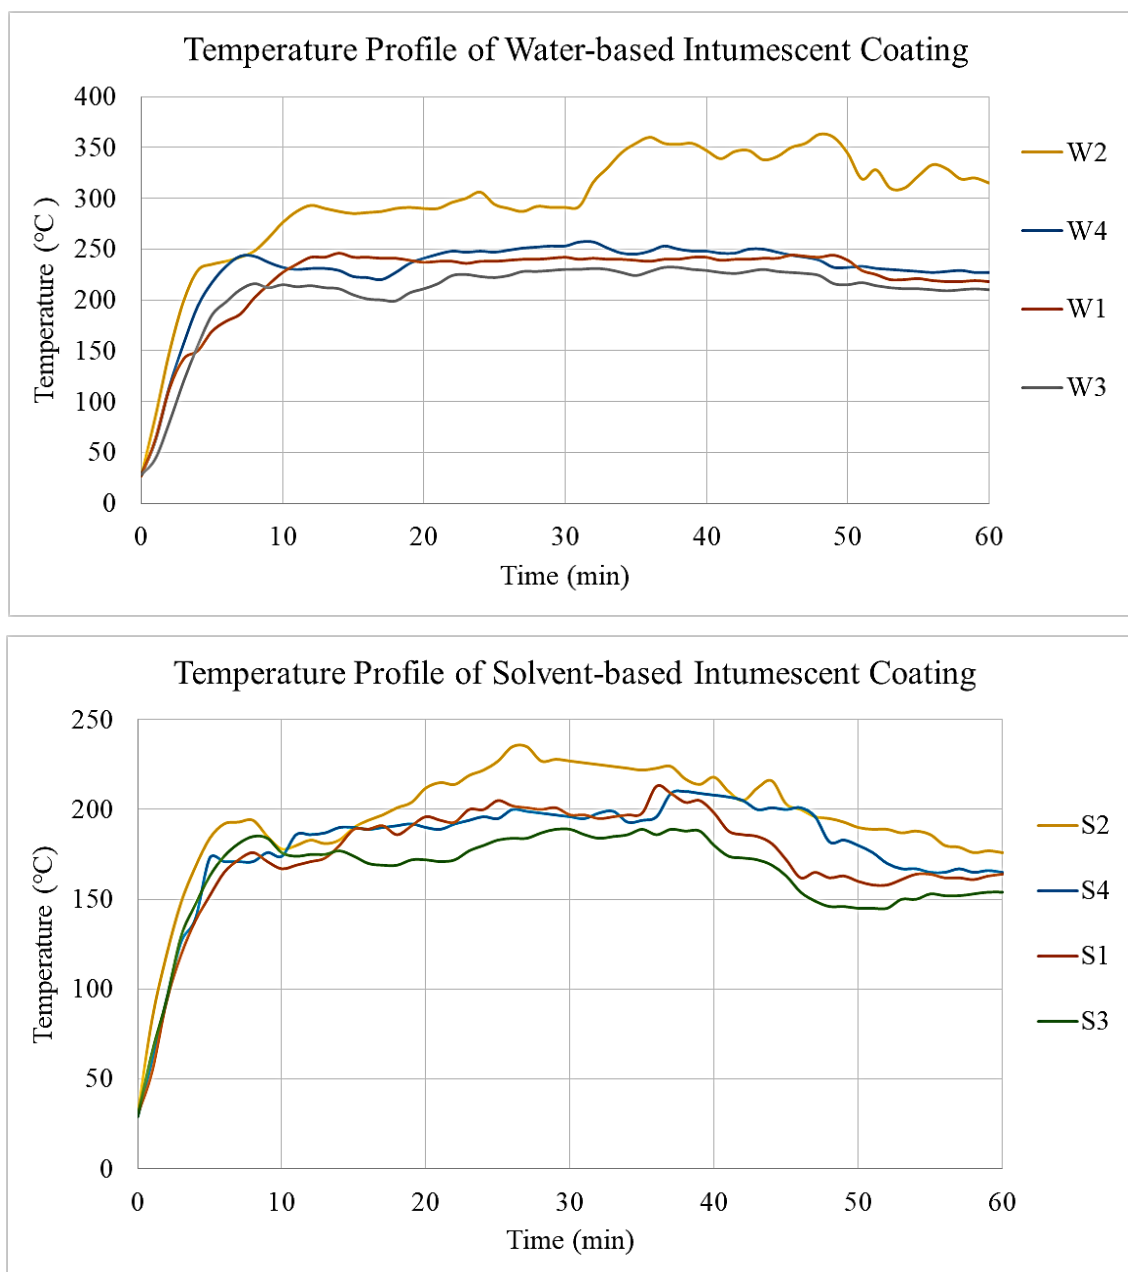 Temperature Profile of Water-based Intumescent Coating
Temperature (°C )
400
350
300
250
200
150
100
50
0
0 10 20 30 40 50 60
Time (min)
W2
W4
W1
W3
Temperature Profile of Solvent-based Intumescent Coating
Temperature (°C)
250
200
150
100
50
0
0 10 20 30 40 50 60
Time (min)
S2
S4
S1
S3